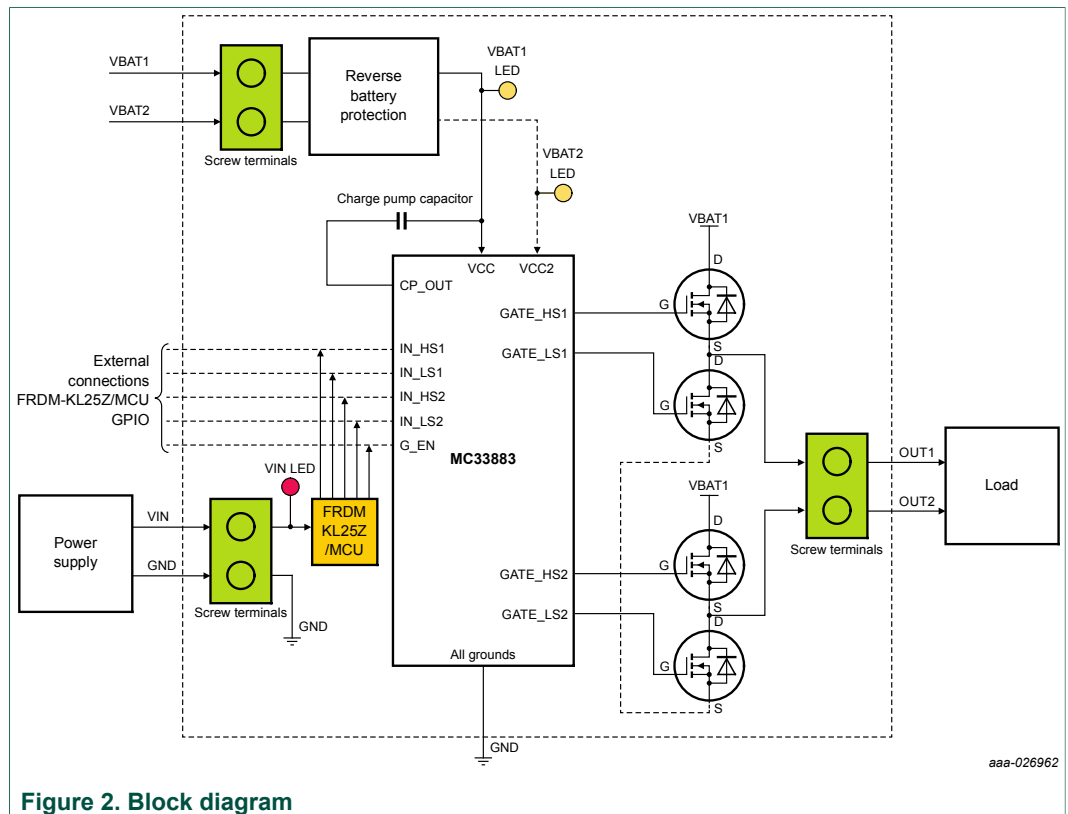 VBAT1
VBAT2
Screw terminals
Reverse
battery
protection
VBAT1
LED
VBAT2
LED
Charge pump capacitor
VCC
VCC2
CP_OUT
GATE_HS1
GATE_LS1
IN_HS1
IN_LS1
IN_HS2
IN_LS2
G_EN
MC33883
External
connections
FRDM-KL25Z/MCU
GPIO
VIN LED
FRDM
KL25Z
/MCU
Power
supply
VIN
GND
Screw terminals
GND
GATE_HS2
GATE_LS2
All grounds
GND
VBAT1
D
G
S
D
G
S
VBAT1
D
G
S
D
G
S
Screw terminals
OUT1
OUT2
Load
aaa-026962
Figure 2. Block diagram